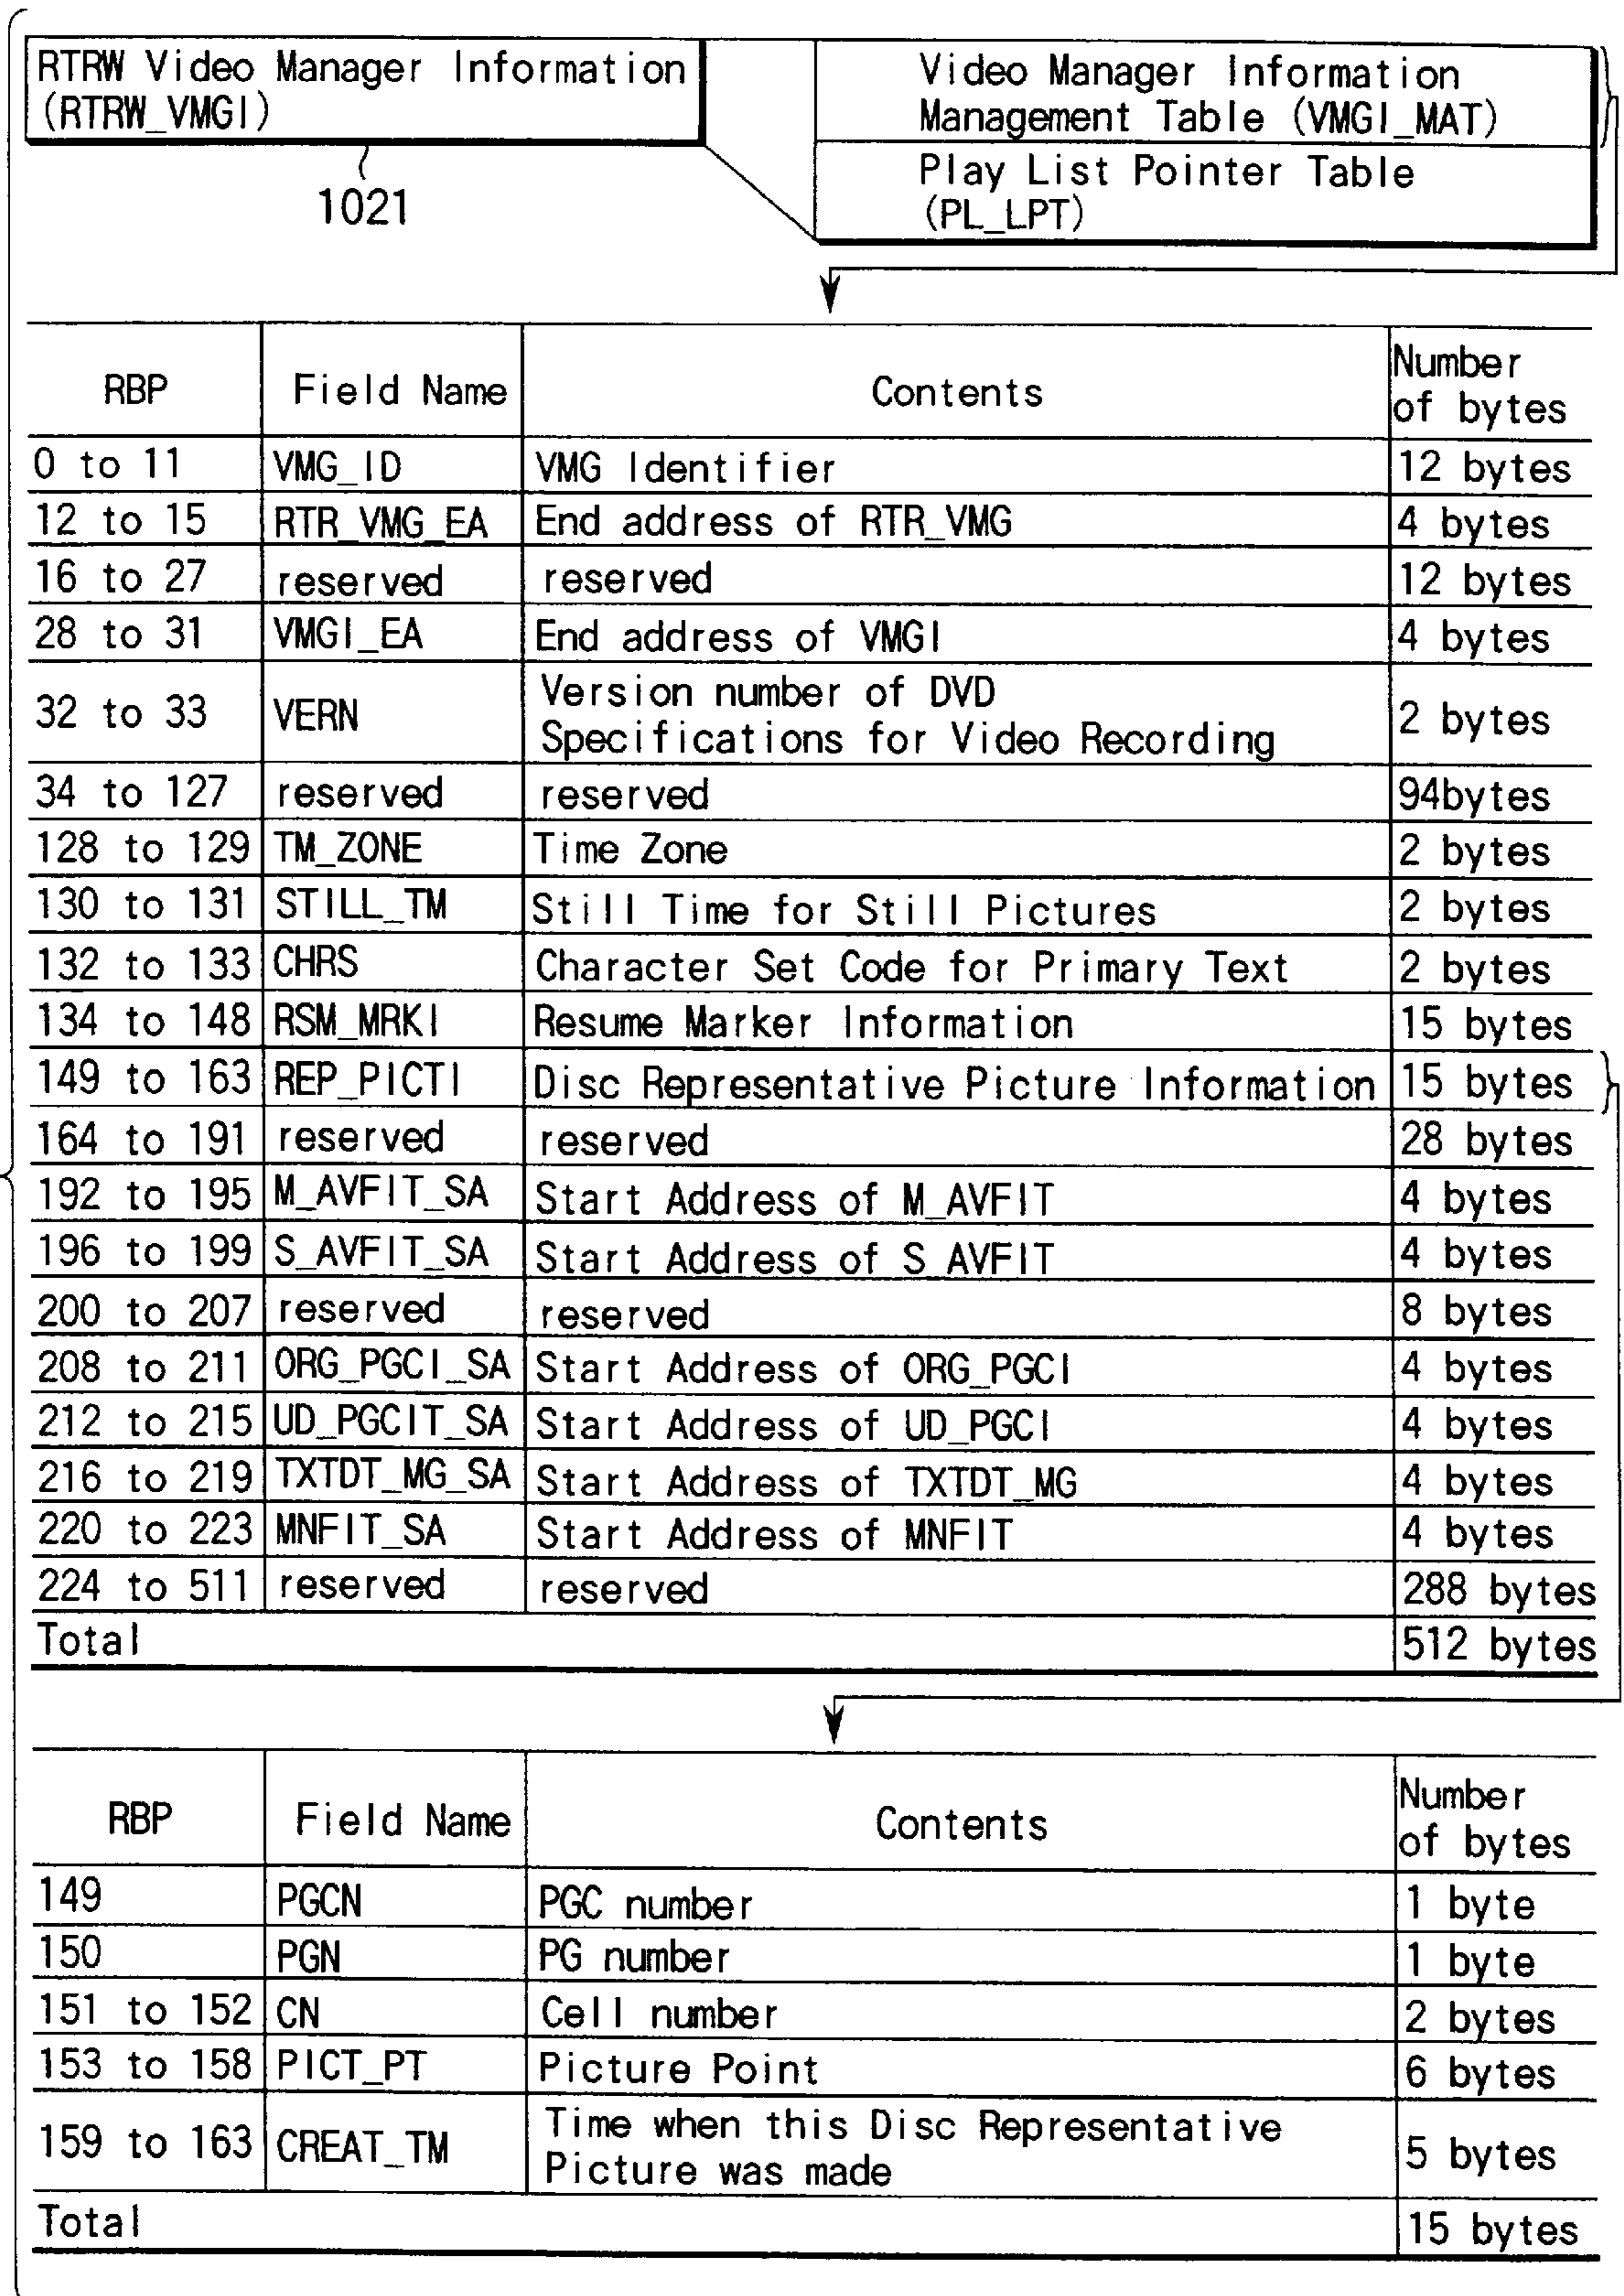 RTRW Video Manager Information
(RTRW_VMGI)
1021
Video Manager Information
Management Table (VMGI_MAT)
Play List Pointer Table
(PL_LPT)
RBP Field Name Contents Number of bytes
0 to 11 VMG_ID VMG Identifier 12 bytes
12 to 15 RTR_VMG_EA End address of RTR_VMG 4 bytes
16 to 27 reserved reserved 12 bytes
28 to 31 VMGI_EA End address of VMGI 4 bytes
32 to 33 VERN Version number of DVD
Specifications for Video Recording 2 bytes
34 to 127 reserved reserved 94bytes
128 to 129 TM_ZONE Time Zone 2 bytes
130 to 131 STILL_TM Still Time for Still Pictures 2 bytes
132 to 133 CHRS Character Set Code for Primary Text 2 bytes
134 to 148 RSM_MRKI Resume Marker Information 15 bytes
149 to 163 REP_PICTI Disc Representative Picture Information 15 bytes
164 to 191 reserved reserved 28 bytes
192 to 195 M_AVFIT_SA Start Address of M_AVFIT 4 bytes
196 to 199 S_AVFIT_SA Start Address of S_AVFIT 4 bytes
200 to 207 reserved reserved 8 bytes
208 to 211 ORG_PGCI_SA Start Address of ORG_PGCI 4 bytes
212 to 215 UD_PGCIT_SA Start Address of UD_PGCI 4 bytes
216 to 219 TXTDT_MG_SA Start Address of TXTDT_MG 4 bytes
220 to 223 MNFIT_SA Start Address of MNFIT 4 bytes
224 to 511 reserved reserved 288 bytes
Total 512 bytes
RBP Field Name Contents Number of bytes
149 PGCN PGC number 1 byte
150 PGN PG number 1 byte
151 to 152 CN Cell number 2 bytes
153 to 158 PICT_PT Picture Point 6 bytes
159 to 163 CREAT_TM Time when this Disc Representative
Picture was made 5 bytes
Total 15 bytes